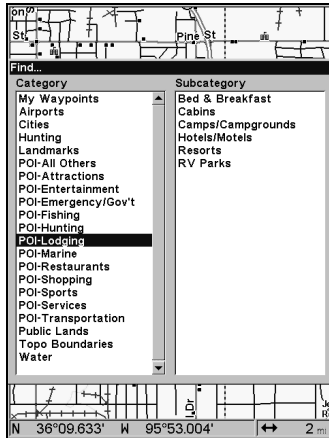 on
St.
Pine St
Find...
Category
My Waypoints
Airports
Cities
Hunting
Landmarks
POI-All Others
POI-Attractions
POI-Entertainment
POI-Emergency/Gov't
POI-Fishing
POI-Hunting
POI-Lodging
POI-Marine
POI-Restaurants
POI-Shopping
POI-Sports
POI-Services
POI-Transportation
Public Lands
Topo Boundaries
Water
Subcategory
Bed & Breakfast
Cabins
Camps/Campgrounds
Hotels/Motels
Resorts
RV Parks
Dr
N 36°09.633' W 95°53.004' ↔ 2 mi